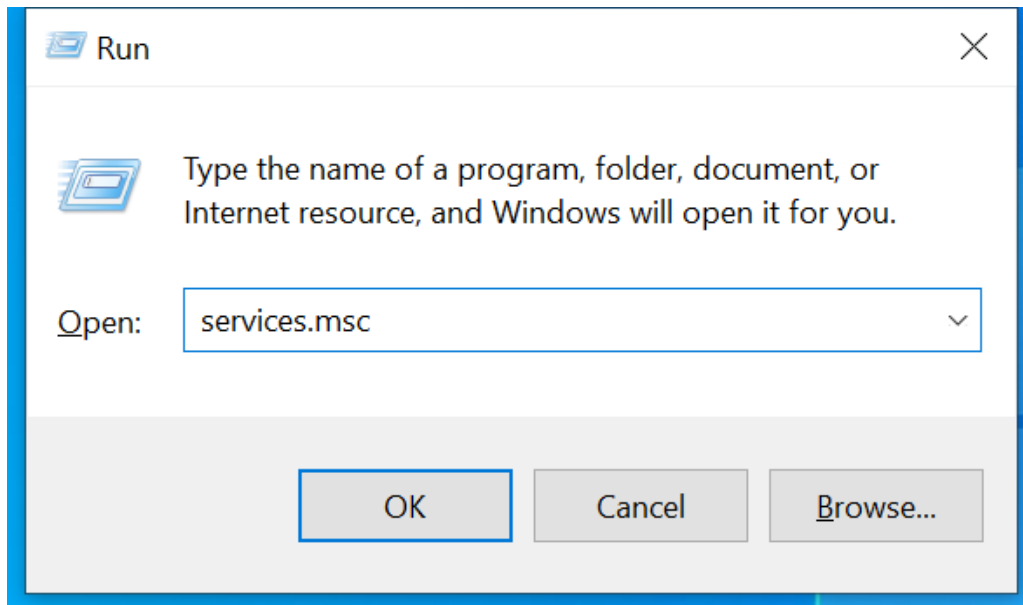 Run
Type the name of a program, folder, document, or
Internet resource, and Windows will open it for you.
Open: services.msc
OK Cancel Browse...